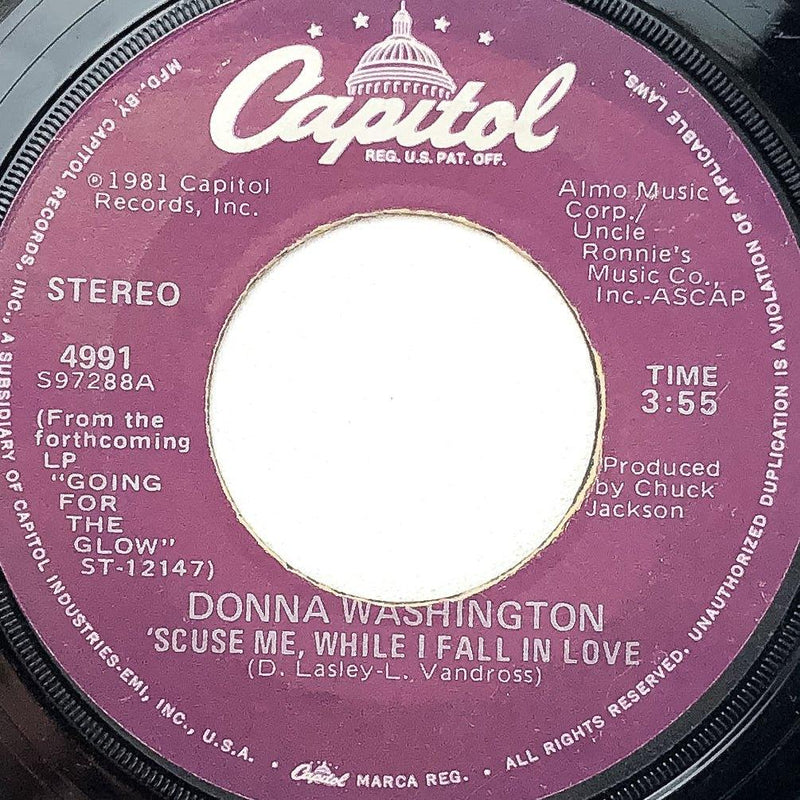 Capitol
REG. U.S. PAT. OFF.
℗1981 Capitol
Records, Inc.
Almo Music
Corp./
Uncle
Ronnie's
Music Co.,
Inc.-ASCAP
STEREO
4991
S97288A
TIME
3:55
(From the
forthcoming
LP
"GOING
FOR
THE
GLOW"
ST-12147)
Produced
by Chuck
Jackson
DONNA WASHINGTON
'SCUSE ME, WHILE I FALL IN LOVE
(D. Lasley-L. Vandross)
MFD. BY CAPITOL RECORDS, INC., A SUBSIDIARY OF CAPITOL INDUSTRIES-EMI, INC., U.S.A. • Capitol MARCA REG. • ALL RIGHTS RESERVED. UNAUTHORIZED DUPLICATION IS A VIOLATION OF APPLICABLE LAWS.